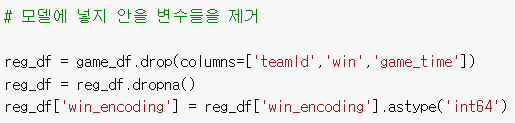 # 모델에 넣지 안을 변수들을 제거
reg_df = game_df.drop(columns=['teamId','win','game_time'])
reg_df = reg_df.dropna()
reg_df['win_encoding'] = reg_df['win_encoding'].astype('int64')